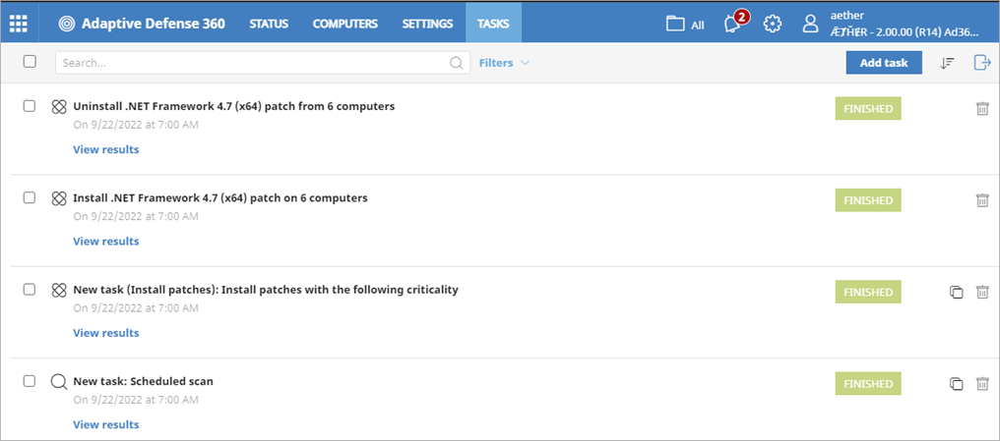 Adaptive Defense 360 STATUS COMPUTERS SETTINGS TASKS All 2 aether
ÆTHER - 2.00.00 (R14) Ad36...
Search... Filters Add task
Uninstall .NET Framework 4.7 (x64) patch from 6 computers FINISHED
On 9/22/2022 at 7:00 AM
View results
Install .NET Framework 4.7 (x64) patch on 6 computers FINISHED
On 9/22/2022 at 7:00 AM
View results
New task (Install patches): Install patches with the following criticality FINISHED
On 9/22/2022 at 7:00 AM
View results
New task: Scheduled scan FINISHED
On 9/22/2022 at 7:00 AM
View results